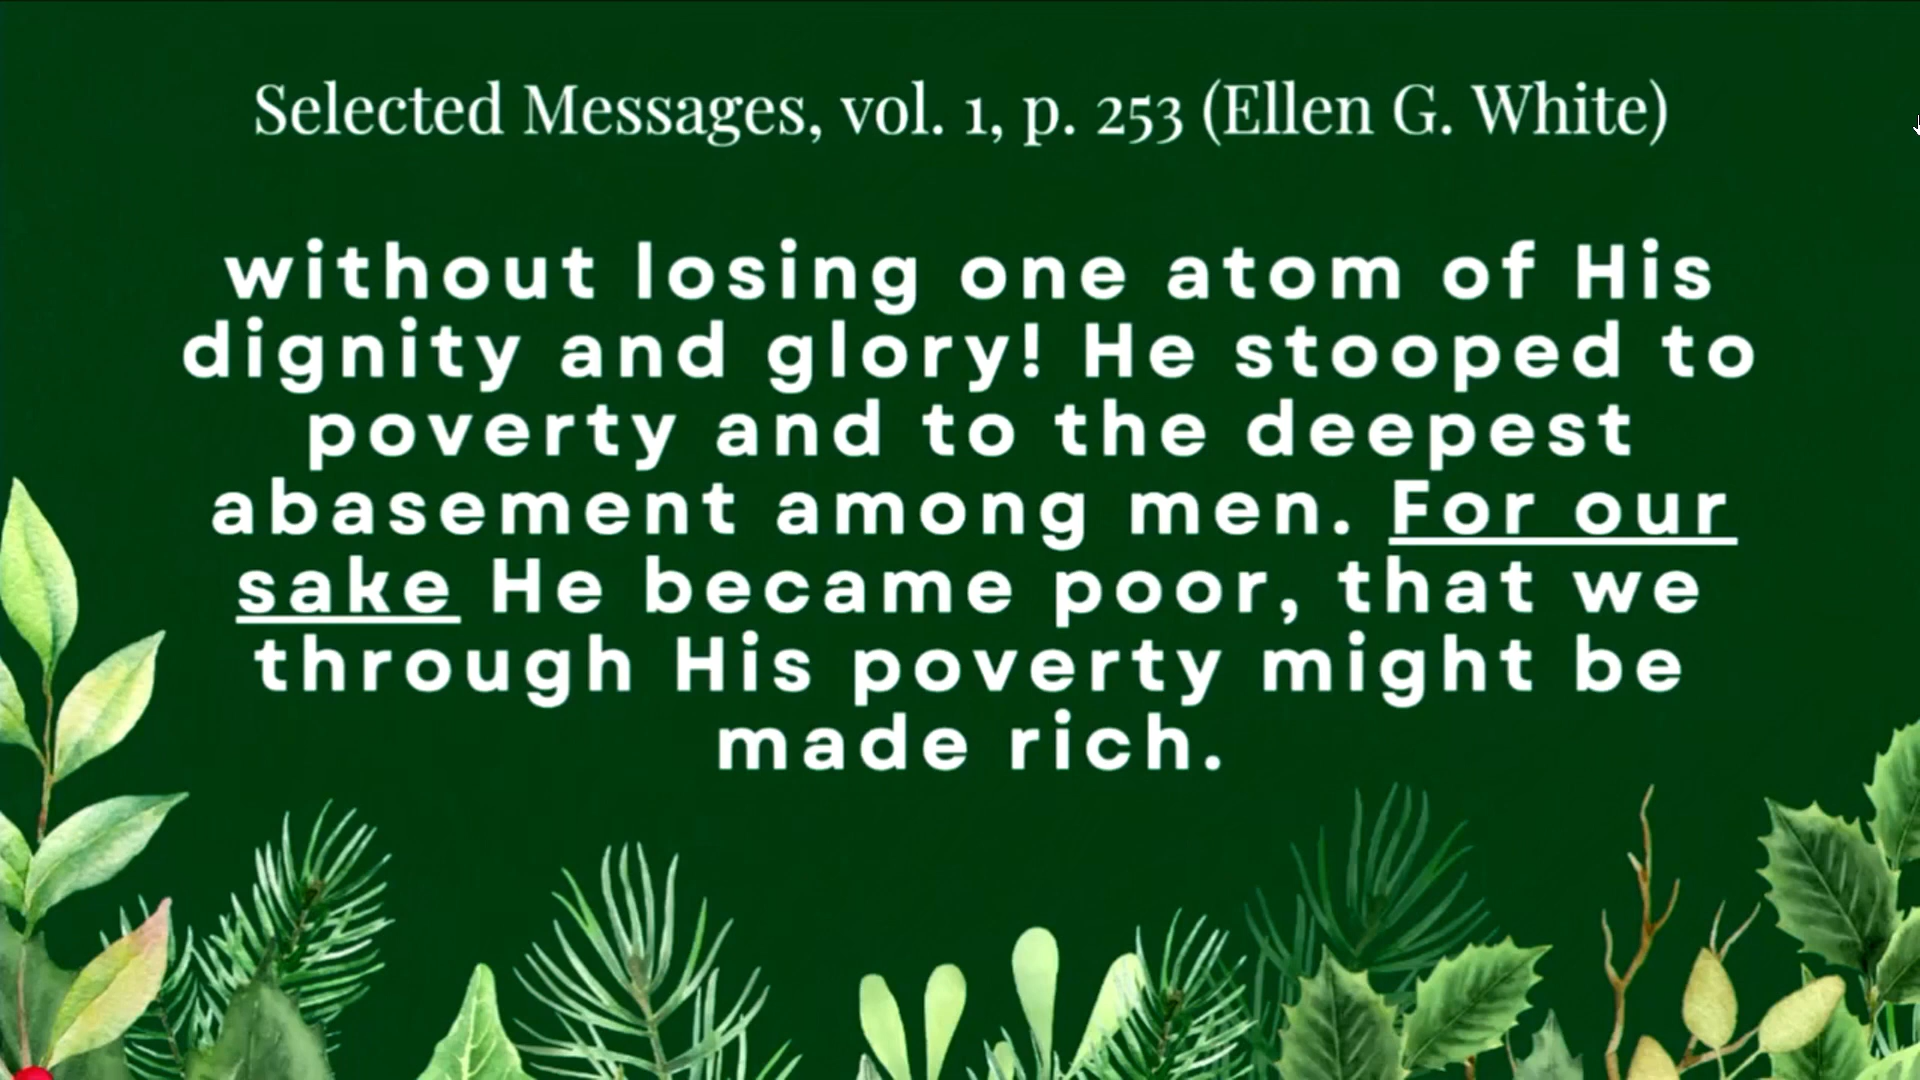 Selected Messages, vol. 1, p. 253 (Ellen G. White)
without losing one atom of His
dignity and glory! He stooped to
poverty and to the deepest
abasement among men. For our
sake He became poor, that we
through His poverty might be
made rich.